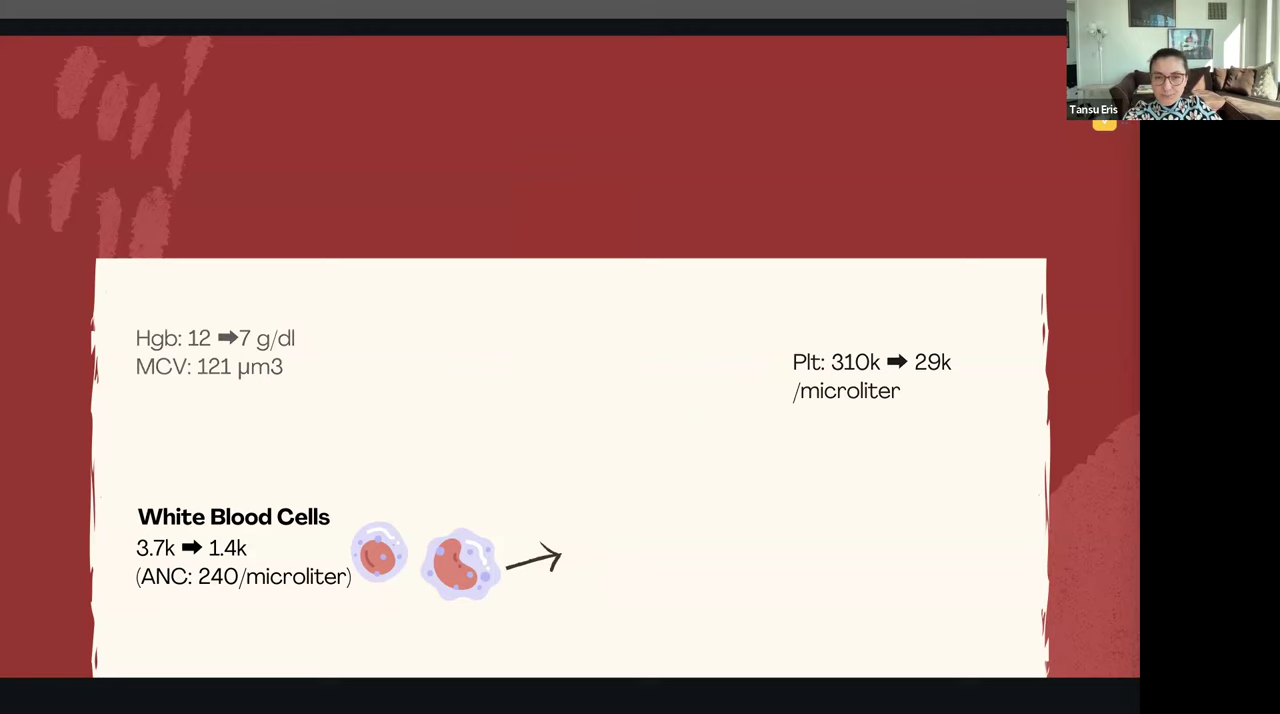 Tansu Eris
Hgb: 12 ➡7 g/dl
MCV: 121 µm3
Plt: 310k ➡ 29k
/microliter
White Blood Cells
3.7k ➡ 1.4k
(ANC: 240/microliter)